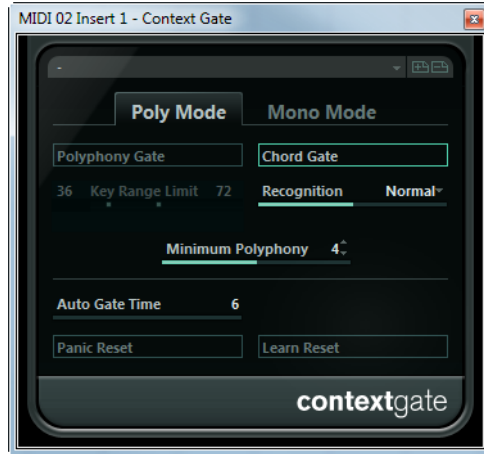 MIDI 02 Insert 1 - Context Gate
-
Poly Mode Mono Mode
Polyphony Gate Chord Gate
36 Key Range Limit 72 Recognition Normal
Minimum Polyphony 4
Auto Gate Time 6
Panic Reset Learn Reset
contextgate